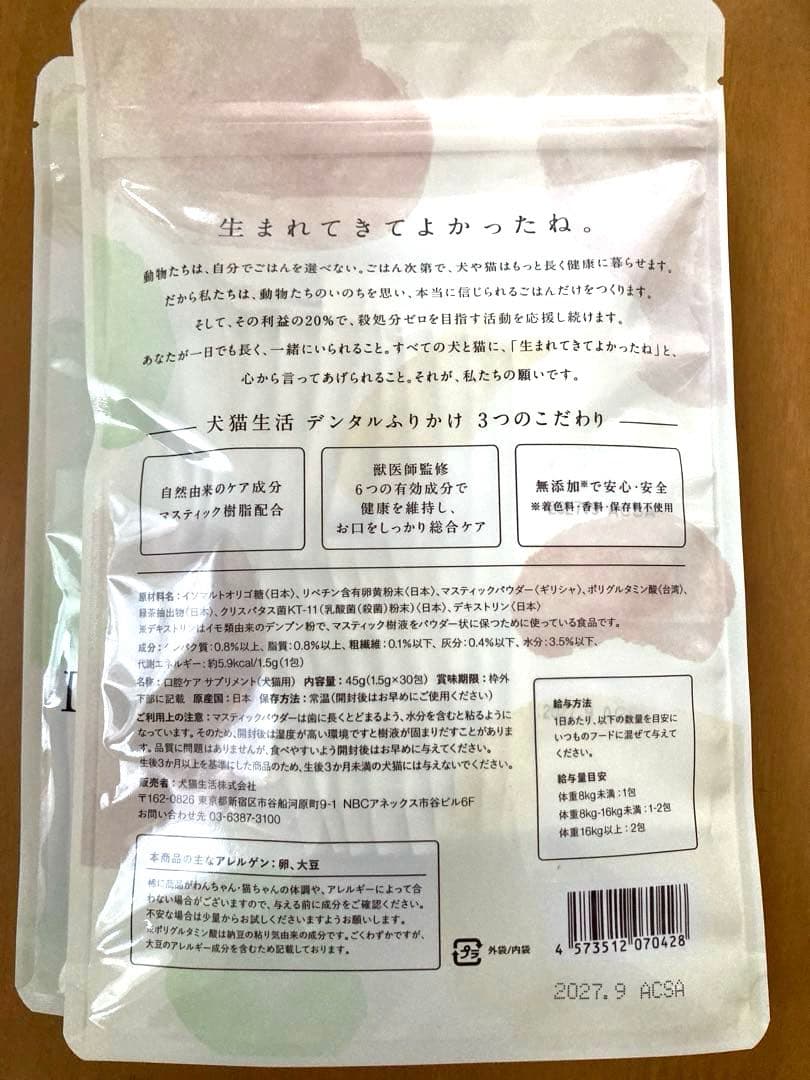 生まれてきてよかったね。
動物たちは、自分でごはんを選べない。ごはん次第で、犬や猫はもっと長く健康に暮らせます。
だから私たちは、動物たちのいのちを思い、本当に信じられるごはんだけをつくります。
そして、その利益の20%で、殺処分ゼロを目指す活動を応援し続けます。
あなたが一日でも長く、一緒にいられること。すべての犬と猫に、「生まれてきてよかったね」と、
心から言ってあげられること。それが、私たちの願いです。
犬猫生活 デンタルふりかけ 3つのこだわり
自然由来のケア成分
マスティック樹脂配合
獣医師監修
6つの有効成分で
健康を維持し、
お口をしっかり総合ケア
無添加※で安心・安全
※着色料・香料・保存料不使用
原材料名：イソマルトオリゴ糖（日本）、リベチン含有卵黄粉末（日本）、マスティックパウダー（ギリシャ）、ポリグルタミン酸（台湾）、
緑茶抽出物（日本）、クリスパタス菌KT-11（乳酸菌（殺菌）粉末）（日本）、デキストリン（日本）
※デキストリンはイモ類由来のデンプン粉で、マスティック樹液をパウダー状に保つために使っている食品です。
成分：タンパク質：0.8%以上、脂質：0.8%以上、粗繊維：0.1%以下、灰分：0.4%以下、水分：3.5%以下、
代謝エネルギー：約5.9kcal/1.5g（1包）
名称：口腔ケア サプリメント（犬猫用） 内容量：45g（1.5g×30包） 賞味期限：枠外
下部に記載 原産国：日本 保存方法：常温（開封後はお早めにご使用ください）
ご利用上の注意：マスティックパウダーは歯に長くとどまるよう、水分を含むと粘るように
なっています。そのため、開封後は湿度が高い環境ですと樹液が固まりだすことがありま
す。品質に問題はありませんが、食べやすいよう開封後はお早めに与えてください。
生後3か月以上を基準にした商品のため、生後3か月未満の犬猫には与えないでください。
販売者：犬猫生活株式会社
〒162-0826 東京都新宿区市谷船河原町9-1 NBCアネックス市谷ビル6F
お問い合わせ先 03-6387-3100
給与方法
1日あたり、以下の数量を目安に
いつものフードに混ぜて与えて
ください。
給与量目安
体重8kg未満：1包
体重8kg-16kg未満：1-2包
体重16kg以上：2包
本商品の主なアレルゲン：卵、大豆
稀に商品がわんちゃん・猫ちゃんの体調や、アレルギーによって合
わない場合がございますので、与える前に成分をご確認ください。
不安な場合は少量からお試しくださいますようお願いします。
※ポリグルタミン酸は納豆の粘り気由来の成分です。ごくわずかですが、
大豆のアレルギー成分を含むため記載しております。
プラ 外袋/内袋
4 573512 070428
2027.9 ACSA